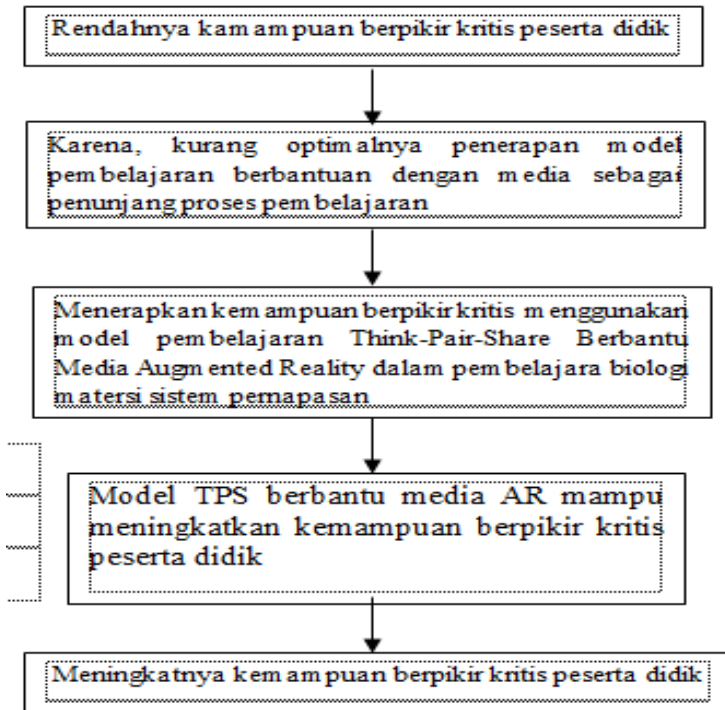 Rendahnya kamampuan berpikir kritis peserta didik
Karena, kurang optimalnya penerapan model
pembelajaran berbantuan dengan media sebagai
penunjang proses pembelajaran
Menerapkan kemampuan berpikir kritis menggunakan
model pembelajaran Think-Pair-Share Berbantu
Media Augmented Reality dalam pembelajara biologi
matersi sistem pernapasan
Model TPS berbantu media AR mampu
meningkatkan kemampuan berpikir kritis
peserta didik
Meningkatnya kemampuan berpikir kritis peserta didik